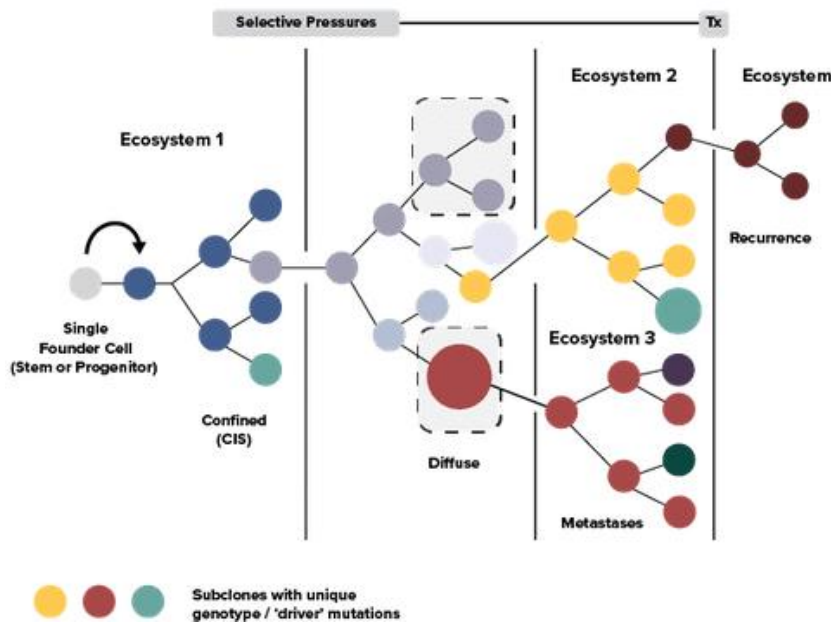 Selective Pressures
Tx
Ecosystem 2
Ecosystem
Ecosystem 1
Recurrence
Single
Founder Cell
(Stem or Progenitor)
Ecosystem 3
Confined
(CIS)
Diffuse
Metastases
Subclones with unique
genotype / 'driver' mutations